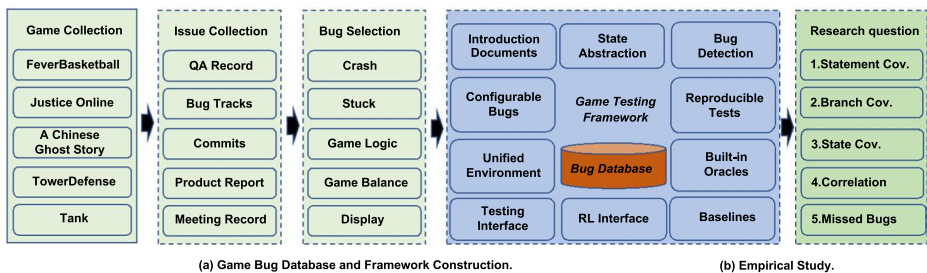 Game Collection
FeverBasketball
Justice Online
A Chinese
Ghost Story
TowerDefense
Tank
Issue Collection
QA Record
Bug Tracks
Commits
Product Report
Meeting Record
Bug Selection
Crash
Stuck
Game Logic
Game Balance
Display
Introduction
Documents
State
Abstraction
Bug
Detection
Configurable
Bugs
Game Testing
Framework
Reproducible
Tests
Unified
Environment
Bug Database
Built-in
Oracles
Testing
Interface
RL Interface
Baselines
Research question
1.Statement Cov.
2.Branch Cov.
3.State Cov.
4.Correlation
5.Missed Bugs
(a) Game Bug Database and Framework Construction.
(b) Empirical Study.